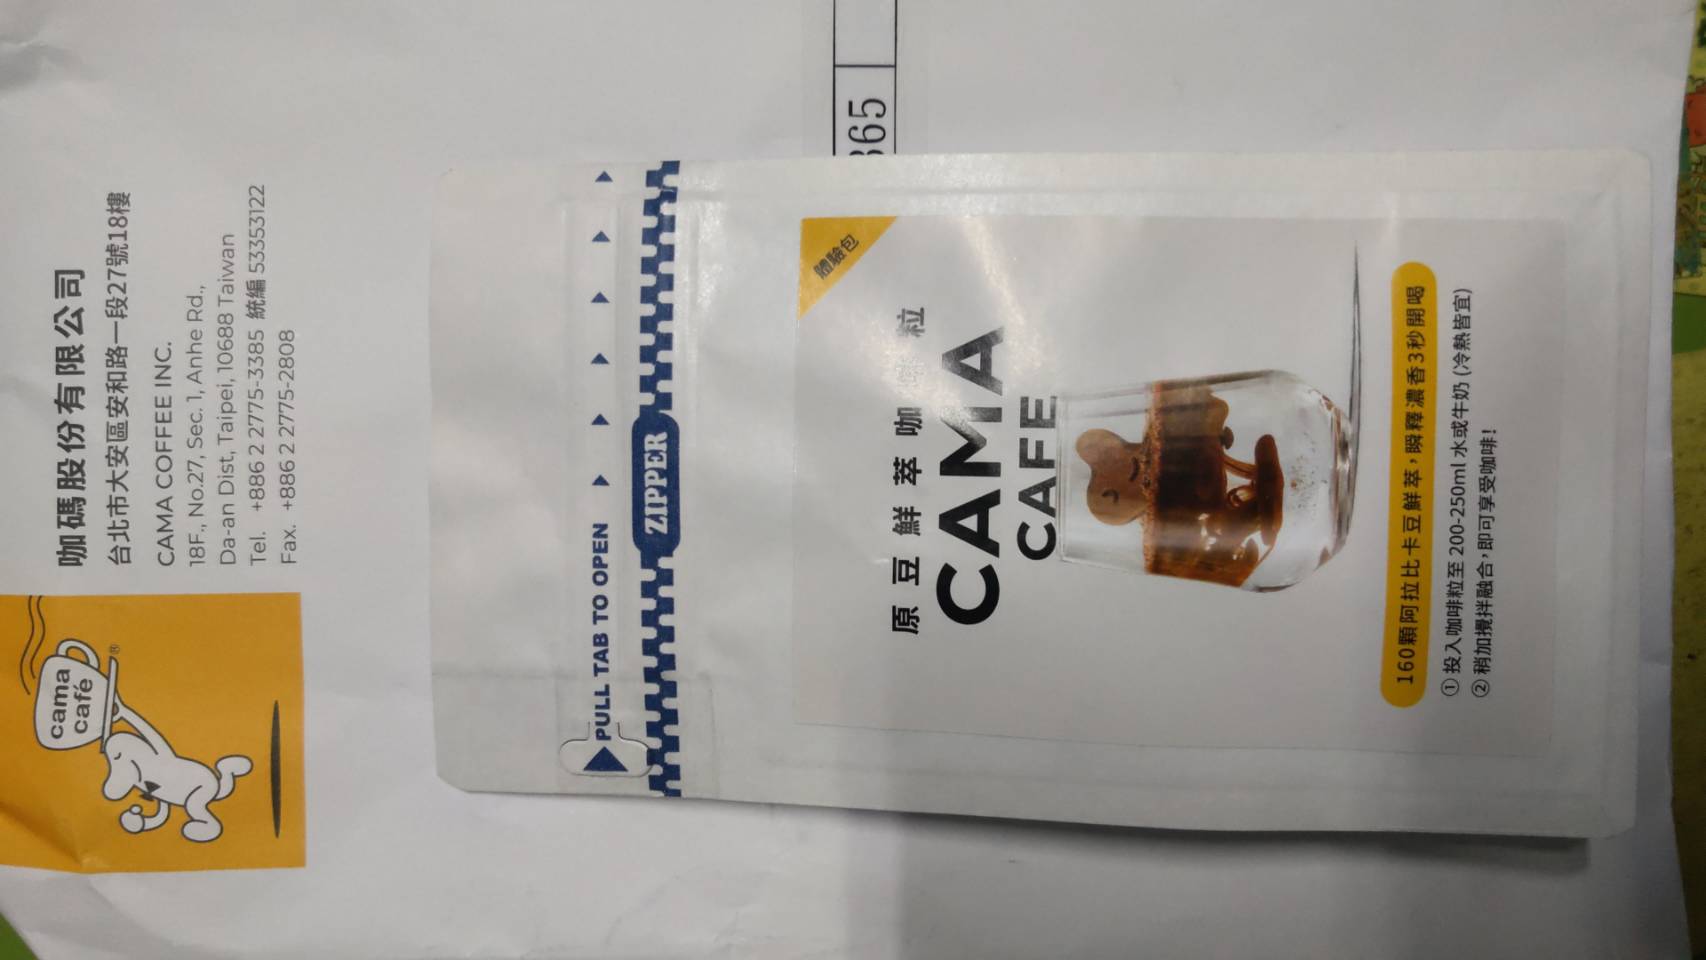 cama
café
®
咖碼股份有限公司
台北市大安區安和路一段27號18樓
CAMA COFFEE INC.
18F., No.27, Sec. 1, Anhe Rd.,
Da-an Dist, Taipei, 10688 Taiwan
Tel. +886 2 2775-3385 統編 53353122
Fax. +886 2 2775-2808
365
PULL TAB TO OPEN
ZIPPER
體驗包
原豆鮮萃咖啡粒
CAMA
CAFE
160顆阿拉比卡豆鮮萃,瞬釋濃香3秒開喝
① 投入咖啡粒至 200-250ml 水或牛奶 (冷熱皆宜)
② 稍加攪拌融合,即可享受咖啡!